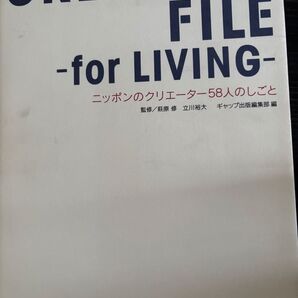 FILE
-for LIVING-
ニッポンのクリエーター58人のしごと
監修/萩原 修 立川裕大 ギャップ出版編集部 編